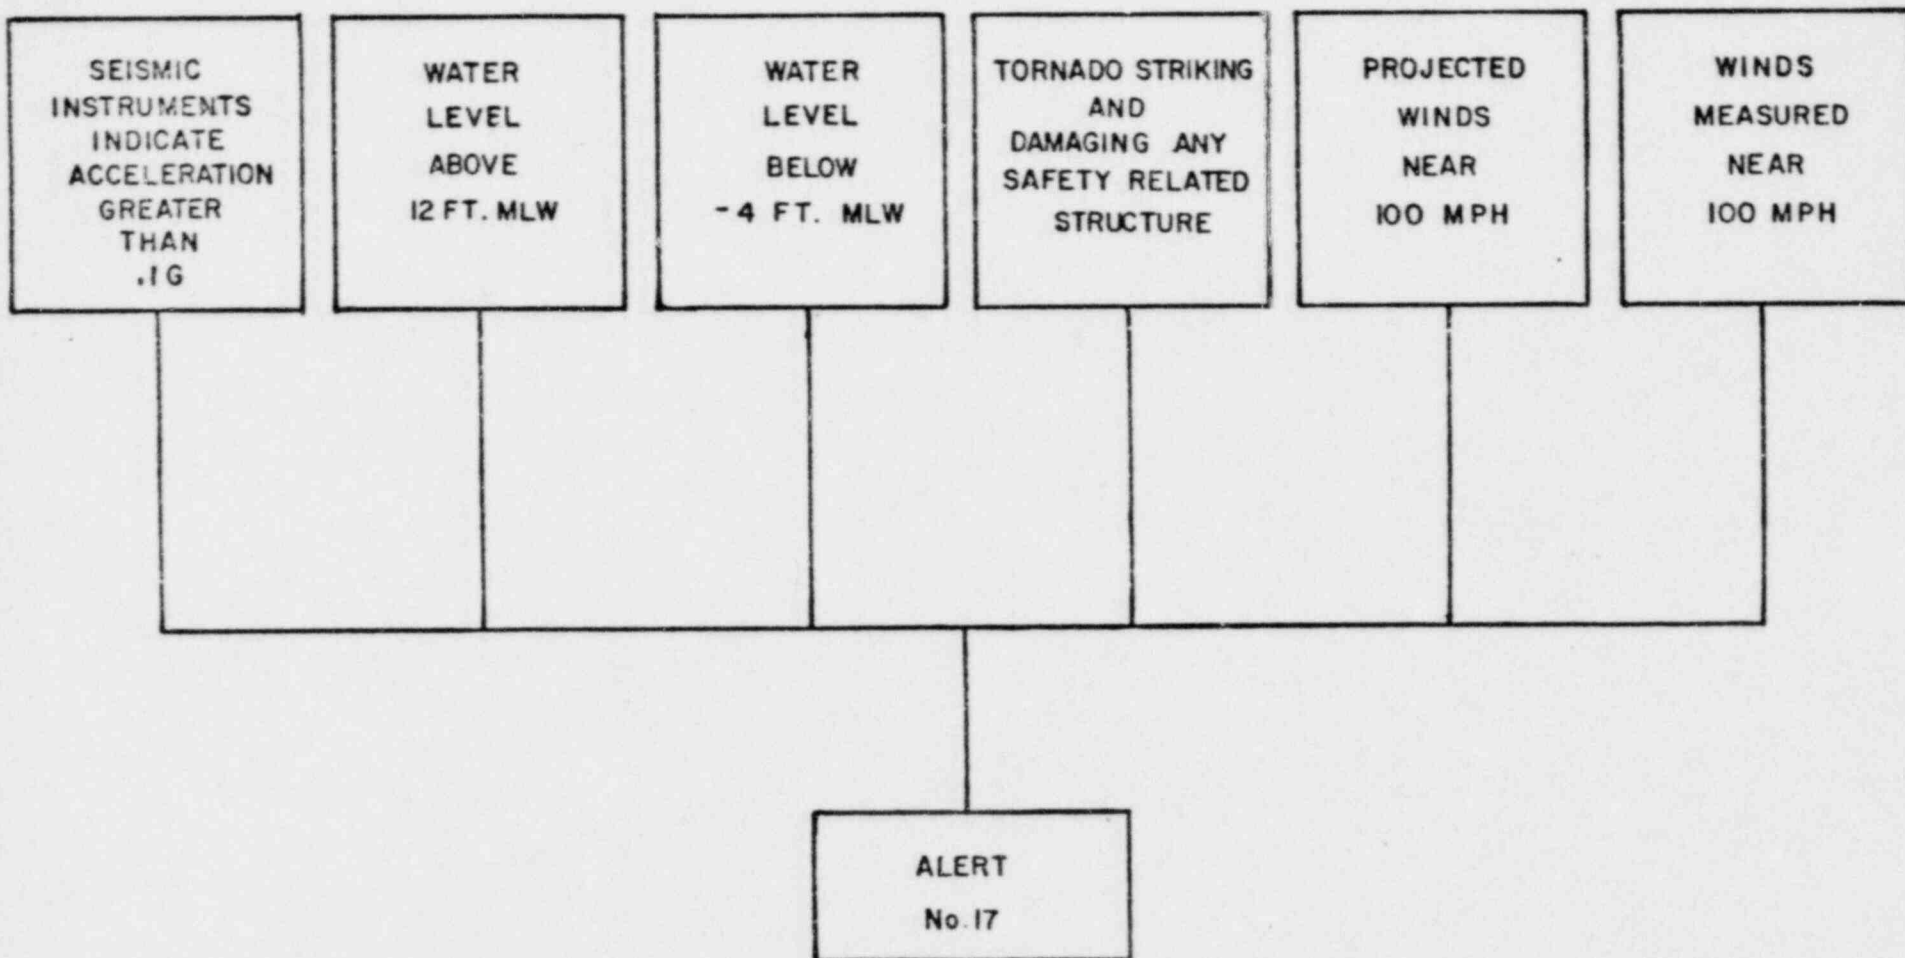 SEISMIC
INSTRUMENTS
INDICATE
ACCELERATION
GREATER
THAN
.1G
WATER
LEVEL
ABOVE
12 FT. MLW
WATER
LEVEL
BELOW
-4 FT. MLW
TORNADO STRIKING
AND
DAMAGING ANY
SAFETY RELATED
STRUCTURE
PROJECTED
WINDS
NEAR
100 MPH
WINDS
MEASURED
NEAR
100 MPH
ALERT
No. 17